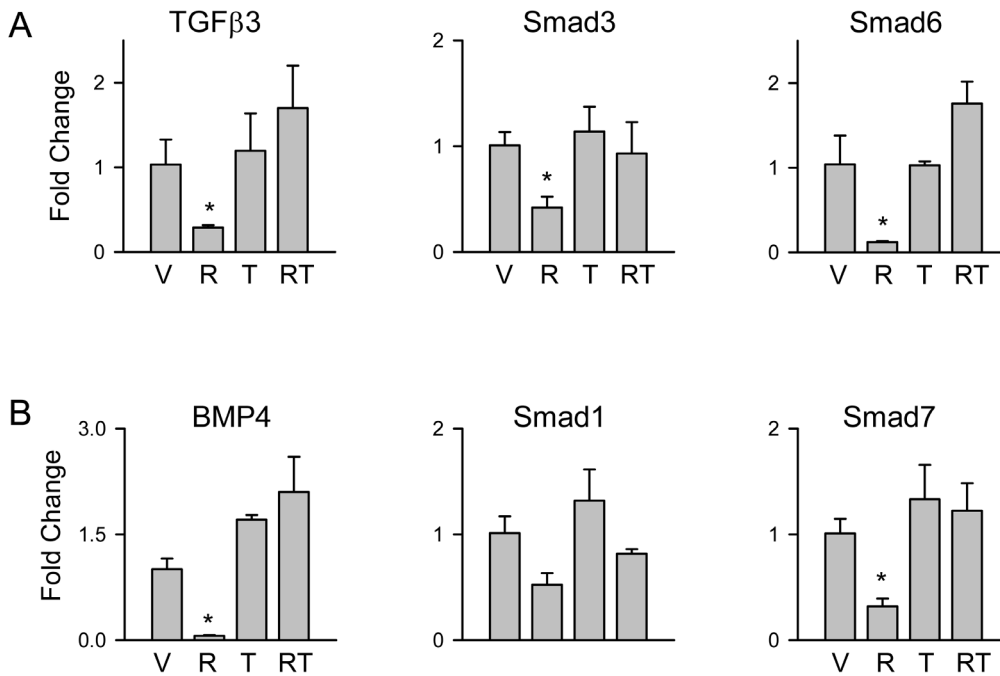 A
TGFβ3
Smad3
Smad6
Fold Change
2
1
0
*
V R T RT
2
1
0
*
V R T RT
2
1
0
*
V R T RT
B
BMP4
Smad1
Smad7
Fold Change
3.0
1.5
0.0
*
V R T RT
2
1
0
2
1
0
*
V R T RT